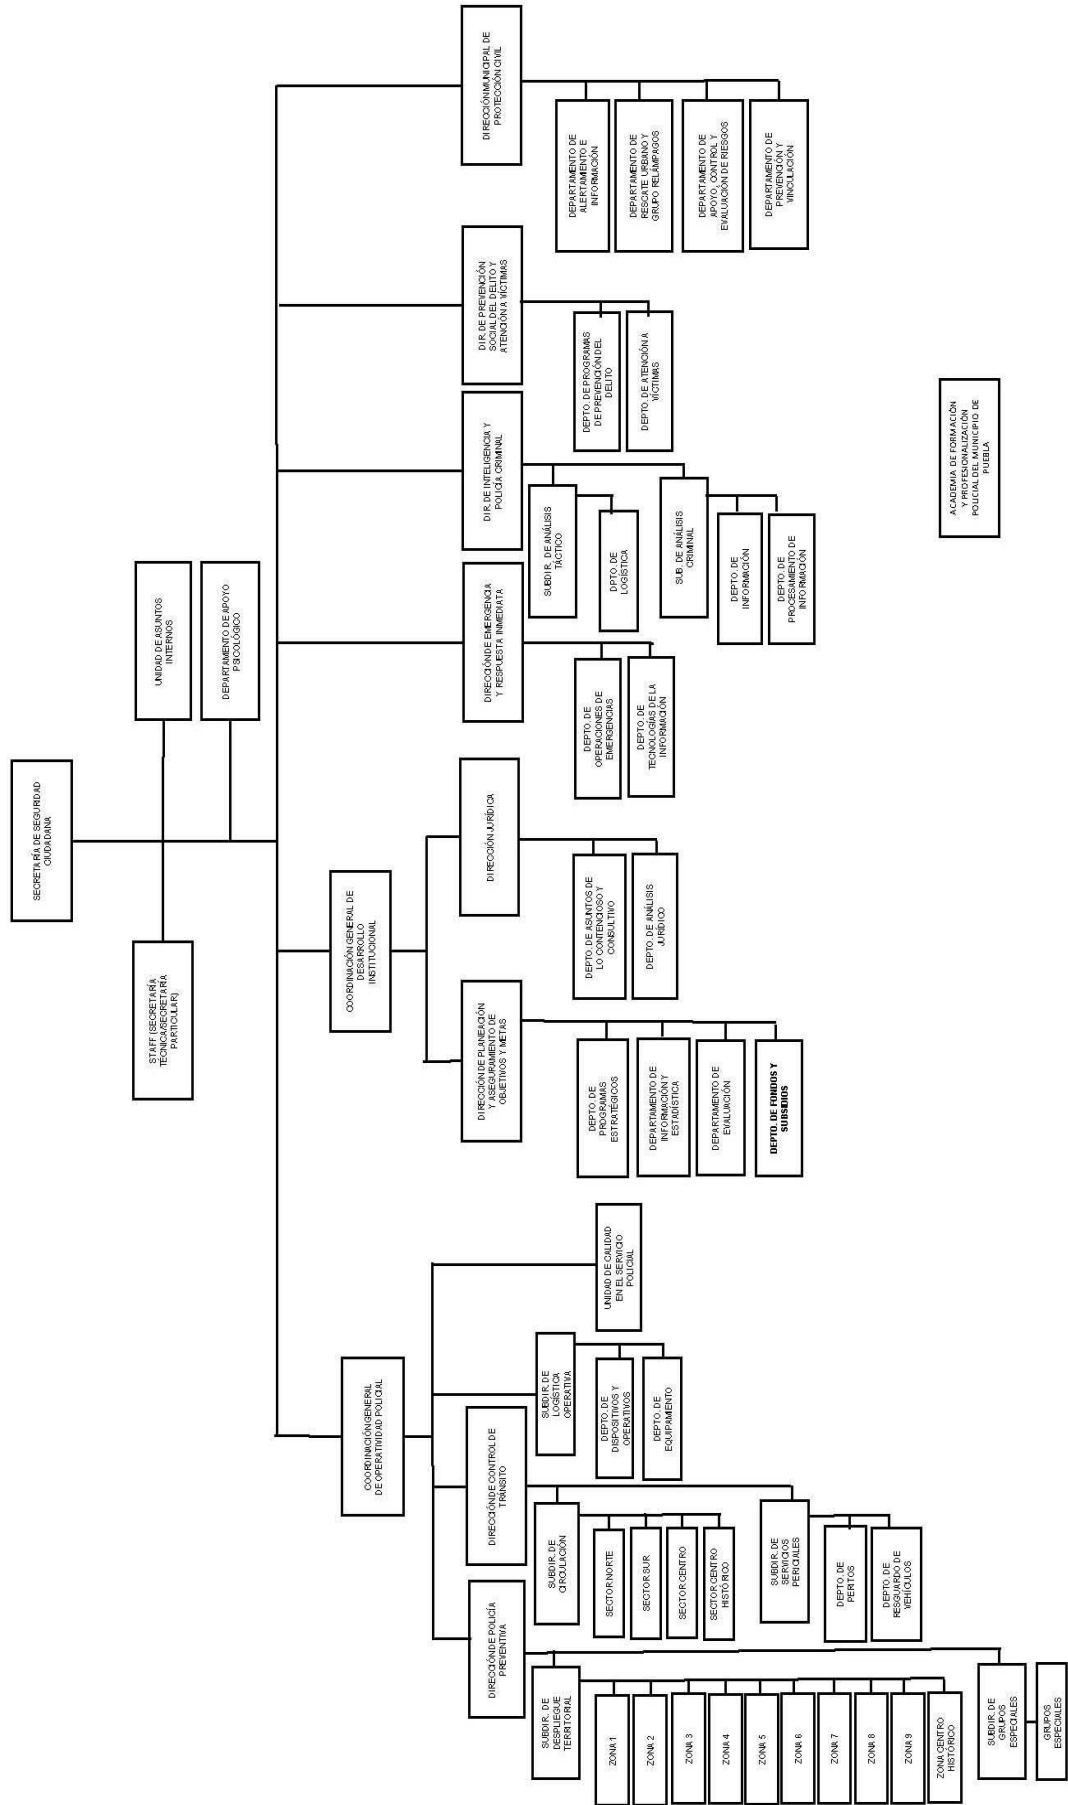 SECRETARÍA DE SEGURIDAD
CIUDADANA
STAFF (SECRETARÍA
TÉCNICA/SECRETARÍA
PARTICULAR)
UNIDAD DE ASUNTOS
INTERNOS
DEPARTAMENTO DE APOYO
PSICOLÓGICO
COORDINACIÓN GENERAL
DE OPERATIVIDAD POLICIAL
DIRECCIÓN DE POLICÍA
PREVENTIVA
SUBDIR. DE
DESPLIEGUE
TERRITORIAL
ZONA 1
ZONA 2
ZONA 3
ZONA 4
ZONA 5
ZONA 6
ZONA 7
ZONA 8
ZONA 9
ZONA CENTRO
HISTÓRICO
SUBDIR. DE
GRUPOS
ESPECIALES
GRUPOS
ESPECIALES
DIRECCIÓN DE CONTROL DE
TRÁNSITO
SUBDIR. DE
CIRCULACIÓN
SECTOR NORTE
SECTOR SUR
SECTOR CENTRO
SECTOR CENTRO
HISTÓRICO
SUBDIR. DE
SERVICIOS
PERICIALES
DEPTO. DE
PERITOS
DEPTO. DE
RESGUARDO DE
VEHÍCULOS
SUBDIR. DE
LOGÍSTICA
OPERATIVA
DEPTO. DE
DISPOSITIVOS Y
OPERATIVOS
DEPTO. DE
EQUIPAMIENTO
UNIDAD DE CALIDAD
EN EL SERVICIO
POLICIAL
COORDINACIÓN GENERAL DE
DESARROLLO
INSTITUCIONAL
DIRECCIÓN DE PLANEACIÓN
Y ASEGURAMIENTO DE
OBJETIVOS Y METAS
DEPTO. DE
PROGRAMAS
ESTRATÉGICOS
DEPARTAMENTO DE
INFORMACIÓN Y
ESTADÍSTICA
DEPARTAMENTO DE
EVALUACIÓN
DEPTO. DE FONDOS Y
SUBSIDIOS
DIRECCIÓN JURÍDICA
DEPTO. DE ASUNTOS DE
LO CONTENCIOSO Y
CONSULTIVO
DEPTO. DE ANÁLISIS
JURÍDICO
DIRECCIÓN DE EMERGENCIA
Y RESPUESTA INMEDIATA
DEPTO. DE
OPERACIONES DE
EMERGENCIAS
DEPTO. DE
TECNOLOGÍAS DE LA
INFORMACIÓN
DIR. DE INTELIGENCIA Y
POLICÍA CRIMINAL
SUBDIR. DE ANÁLISIS
TÁCTICO
DPTO. DE
LOGÍSTICA
SUB. DE ANÁLISIS
CRIMINAL
DEPTO. DE
INFORMACIÓN
DEPTO. DE
PROCESAMIENTO DE
INFORMACIÓN
DIR. DE PREVENCIÓN
SOCIAL DEL DELITO Y
ATENCIÓN A VÍCTIMAS
DEPTO. DE PROGRAMAS
DE PREVENCIÓN DEL
DELITO
DEPTO. DE ATENCIÓN A
VÍCTIMAS
DIRECCIÓN MUNICIPAL DE
PROTECCIÓN CIVIL
DEPARTAMENTO DE
ALERTAMIENTO E
INFORMACIÓN
DEPARTAMENTO DE
RESCATE URBANO Y
GRUPO RELÁMPAGOS
DEPARTAMENTO DE
APOYO, CONTROL Y
EVALUACIÓN DE RIESGOS
DEPARTAMENTO DE
PREVENCIÓN Y
VINCULACIÓN
ACADEMIA DE FORMACIÓN
Y PROFESIONALIZACIÓN
POLICIAL DEL MUNICIPIO DE
PUEBLA